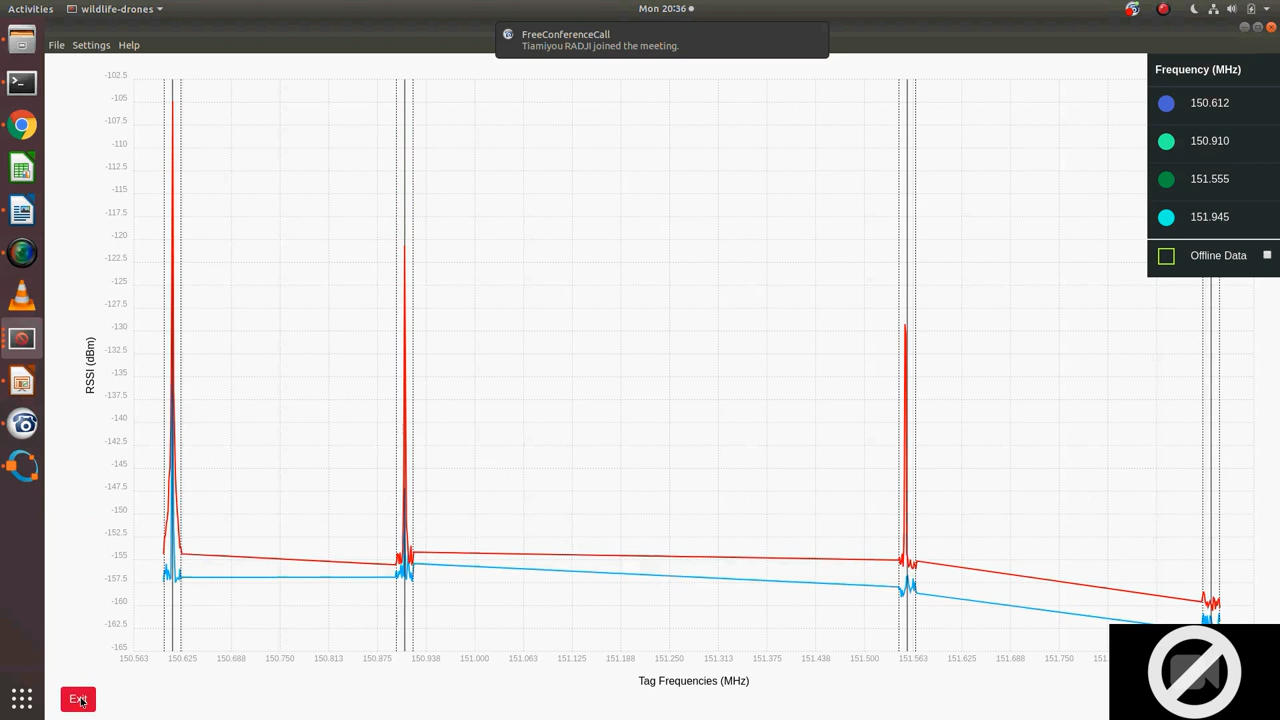 Activities
wildlife-drones
Mon 20:36
File Settings Help
FreeConferenceCall
Tiamiyou RADJI joined the meeting.
Frequency (MHz)
150.612
150.910
151.555
151.945
Offline Data
RSSI (dBm)
-102.5
-105
-107.5
-110
-112.5
-115
-117.5
-120
-122.5
-125
-127.5
-130
-132.5
-135
-137.5
-140
-142.5
-145
-147.5
-150
-152.5
-155
-157.5
-160
-162.5
-165
150.563 150.625 150.688 150.750 150.813 150.875 150.938 151.000 151.063 151.125 151.188 151.250 151.313 151.375 151.438 151.500 151.563 151.625 151.688 151.750
Tag Frequencies (MHz)
Exit